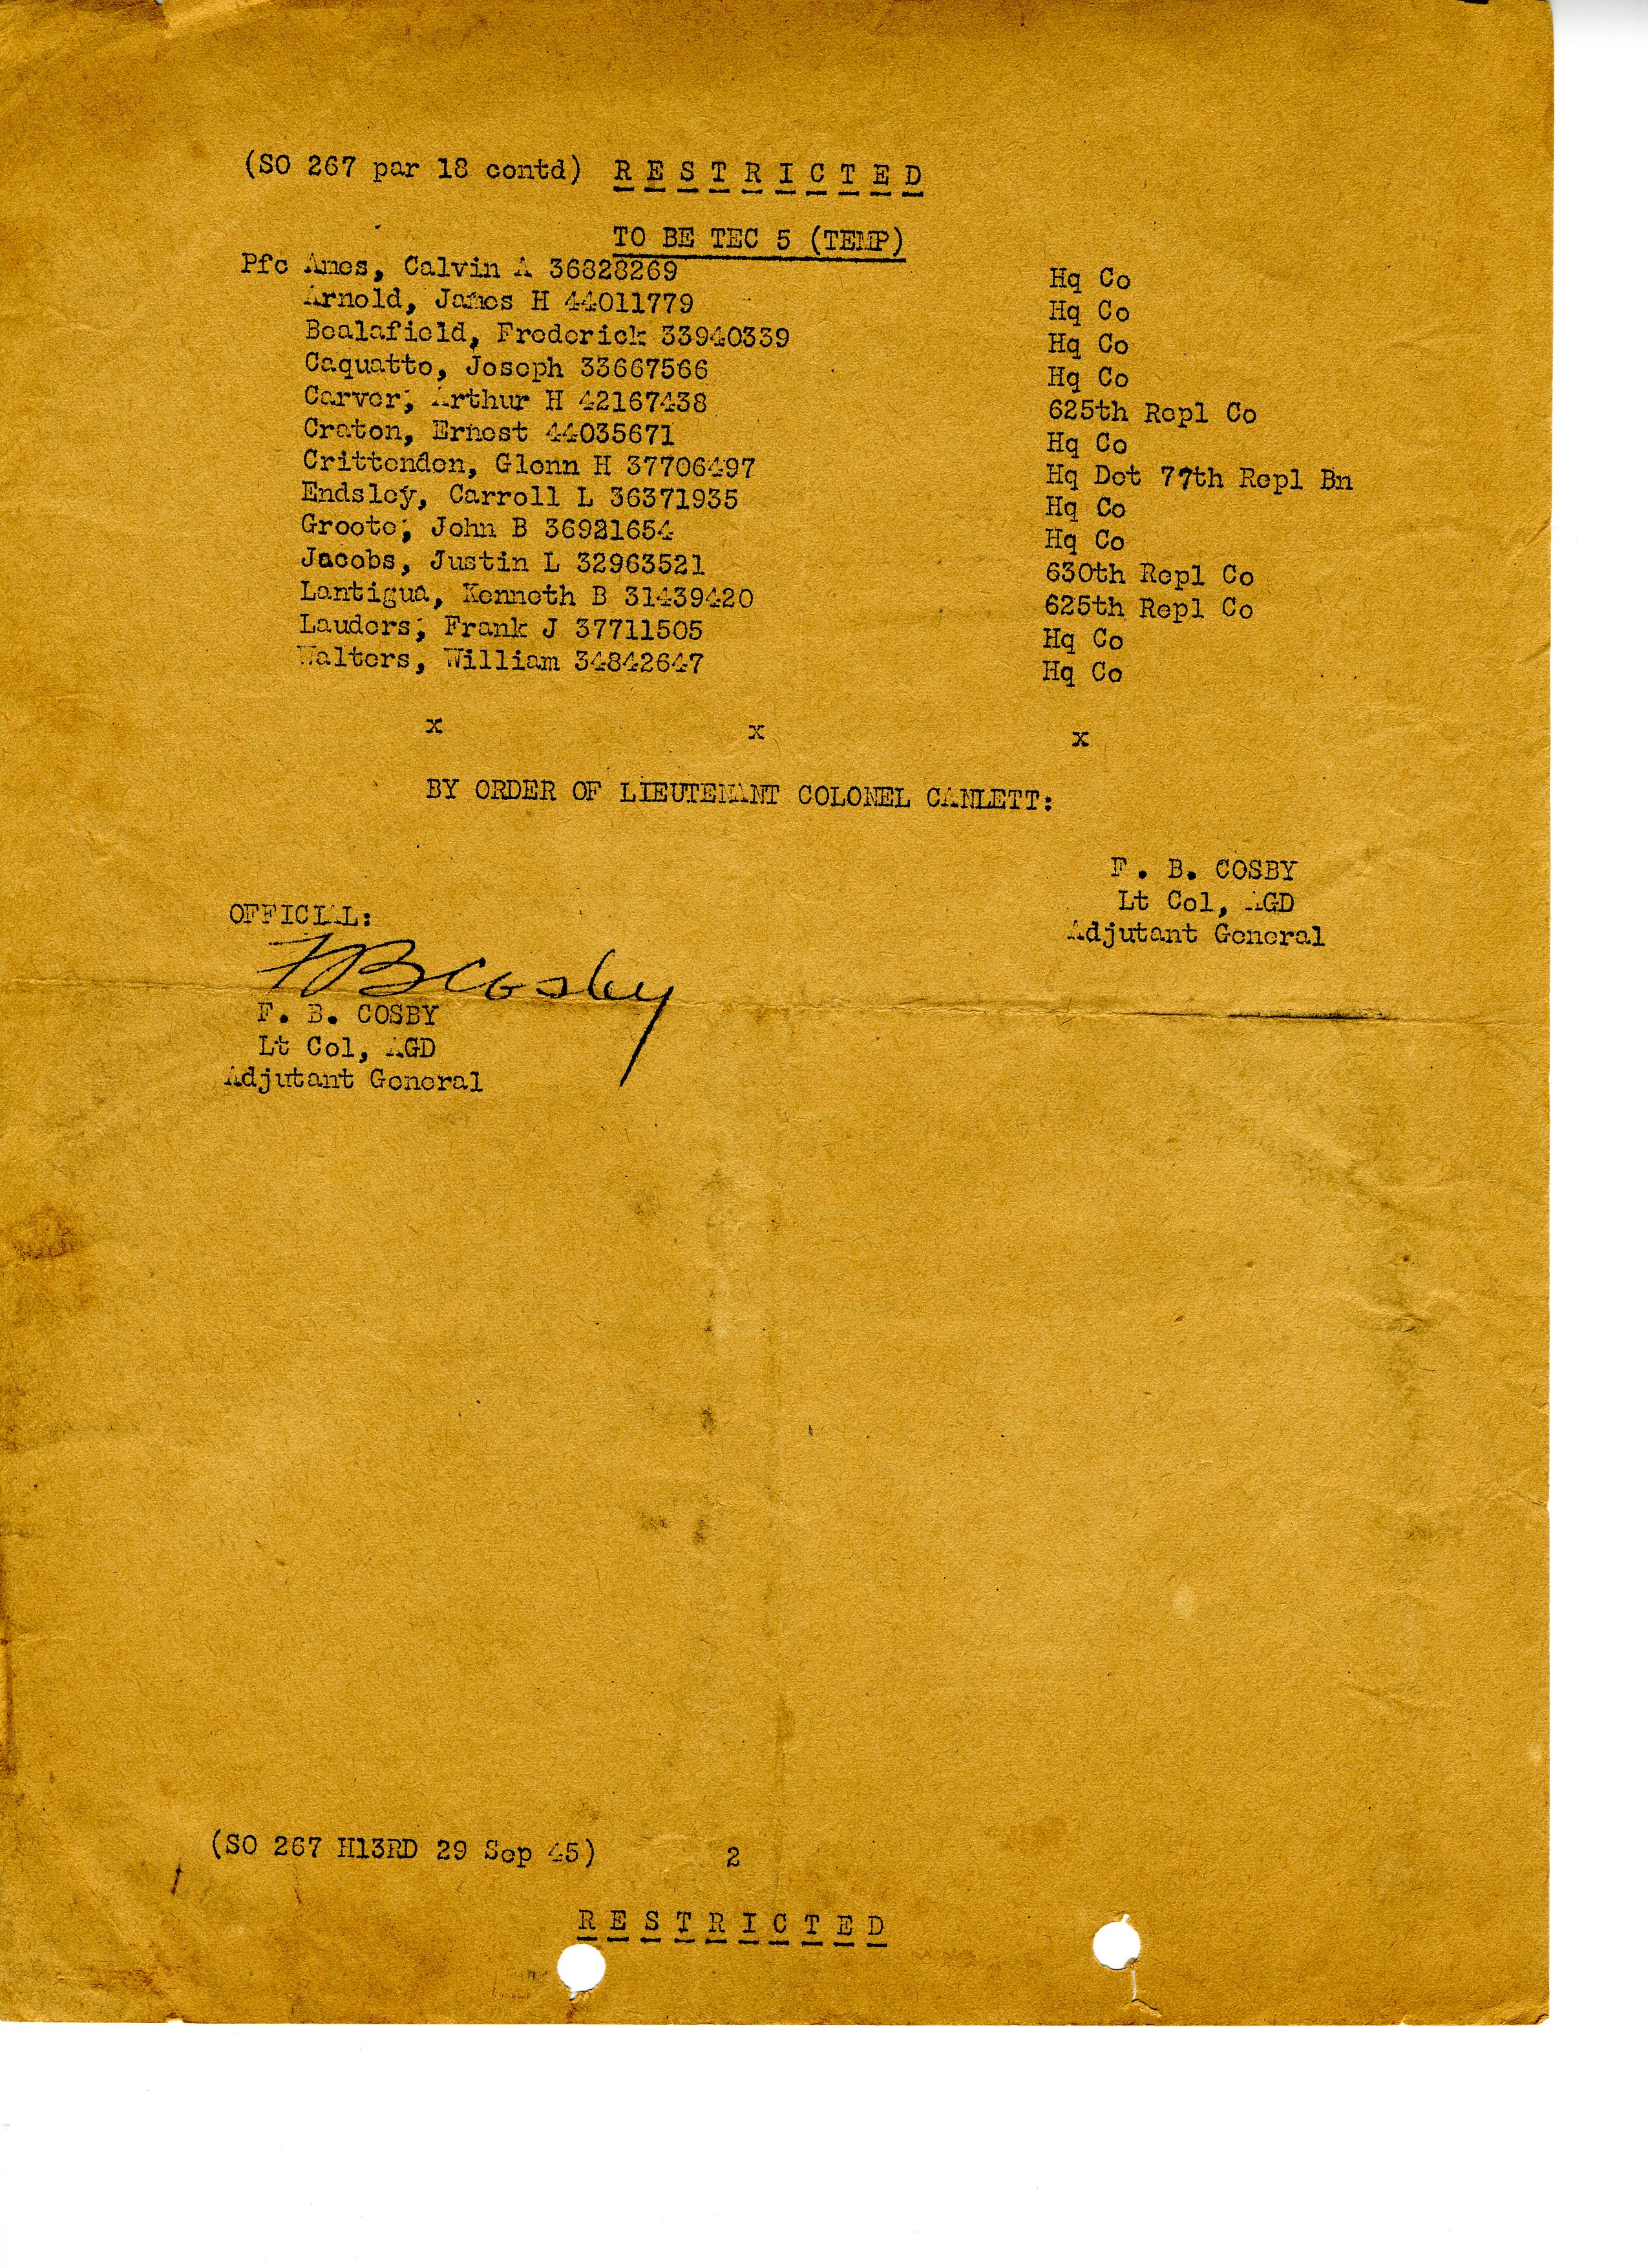 (SO 267 par 18 contd) R E S T R I C T E D
TO BE TEC 5 (TEMP)
Pfc Ames, Calvin A 36828269 Hq Co
Arnold, James H 44011779 Hq Co
Bealafield, Frederick 33940339 Hq Co
Caquatto, Joseph 33667566 Hq Co
Carver, Arthur H 42167438 625th Repl Co
Craton, Ernest 44035671 Hq Co
Crittenden, Glenn H 37706497 Hq Det 77th Repl Bn
Endsley, Carroll L 36371935 Hq Co
Groote, John B 36921654 Hq Co
Jacobs, Justin L 32963521 630th Repl Co
Lantigua, Kenneth B 31439420 625th Repl Co
Lauders, Frank J 37711505 Hq Co
Walters, William 34842647 Hq Co
x x x
BY ORDER OF LIEUTENANT COLONEL CANLETT:
F. B. COSBY
Lt Col, AGD
Adjutant General
OFFICIAL:
F B Cosby
F. B. COSBY
Lt Col, AGD
Adjutant General
(SO 267 H13RD 29 Sep 45) 2
R E S T R I C T E D